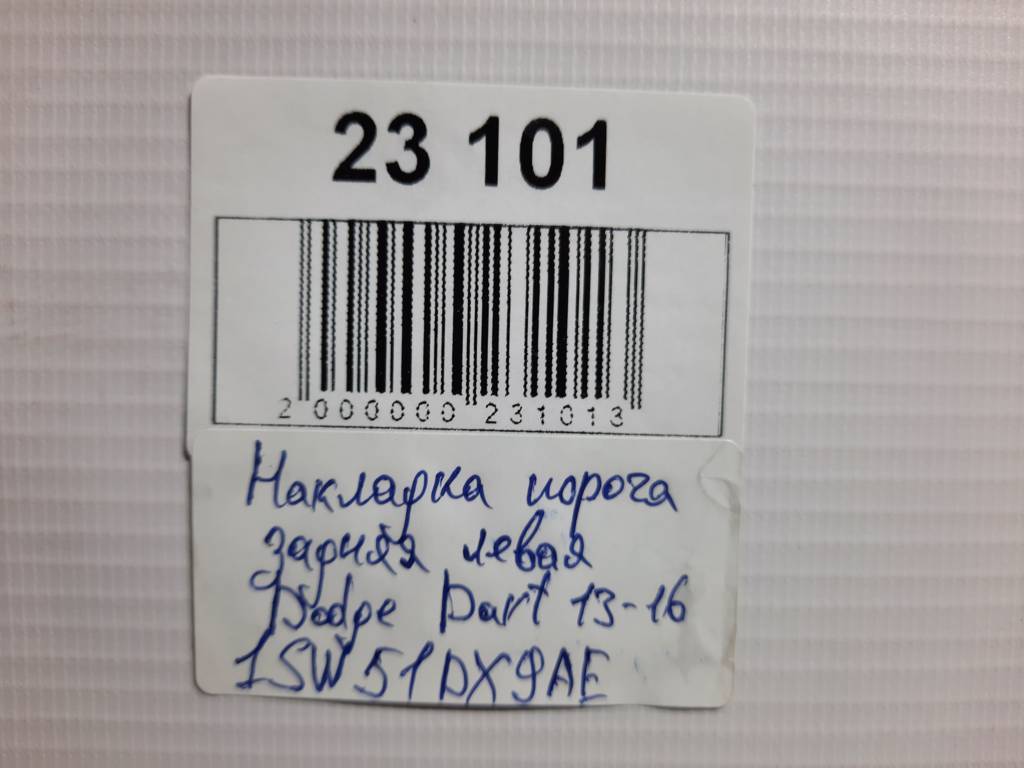 23 101
2 000000 231013
Накладка порога
задняя левая
Dodge Dart 13-16
1SW51DX9AE